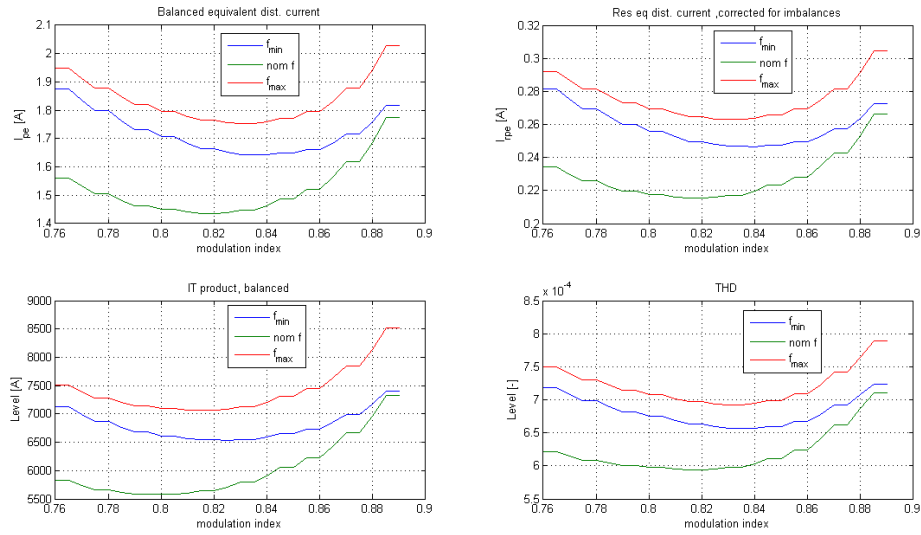 Balanced equivalent dist. current
2.1
2
1.9
1.8
1.7
1.6
1.5
1.4
I_pe [A]
f_min
nom f
f_max
0.76 0.78 0.8 0.82 0.84 0.86 0.88 0.9
modulation index
Res eq dist. current ,corrected for imbalances
0.32
0.3
0.28
0.26
0.24
0.22
0.2
I_rpe [A]
f_min
nom f
f_max
0.76 0.78 0.8 0.82 0.84 0.86 0.88 0.9
modulation index
IT product, balanced
9000
8500
8000
7500
7000
6500
6000
5500
Level [A]
f_min
nom f
f_max
0.76 0.78 0.8 0.82 0.84 0.86 0.88 0.9
modulation index
THD
x 10^-4
8.5
8
7.5
7
6.5
6
5.5
Level [-]
f_min
nom f
f_max
0.76 0.78 0.8 0.82 0.84 0.86 0.88 0.9
modulation index